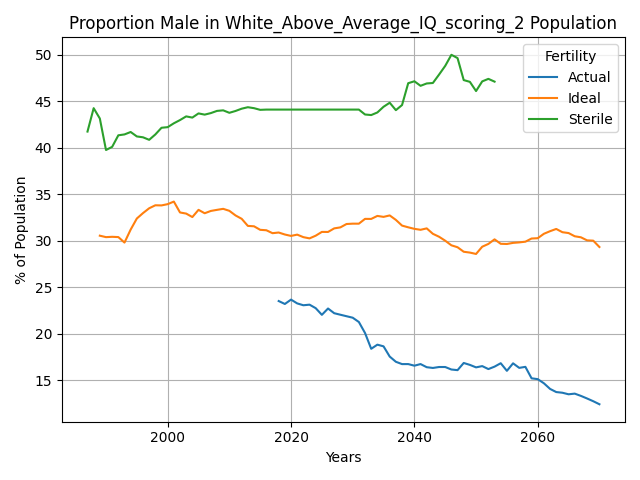 Proportion Male in White_Above_Average_IQ_scoring_2 Population
Fertility
Actual
Ideal
Sterile
% of Population
50
45
40
35
30
25
20
15
2000
2020
2040
2060
Years